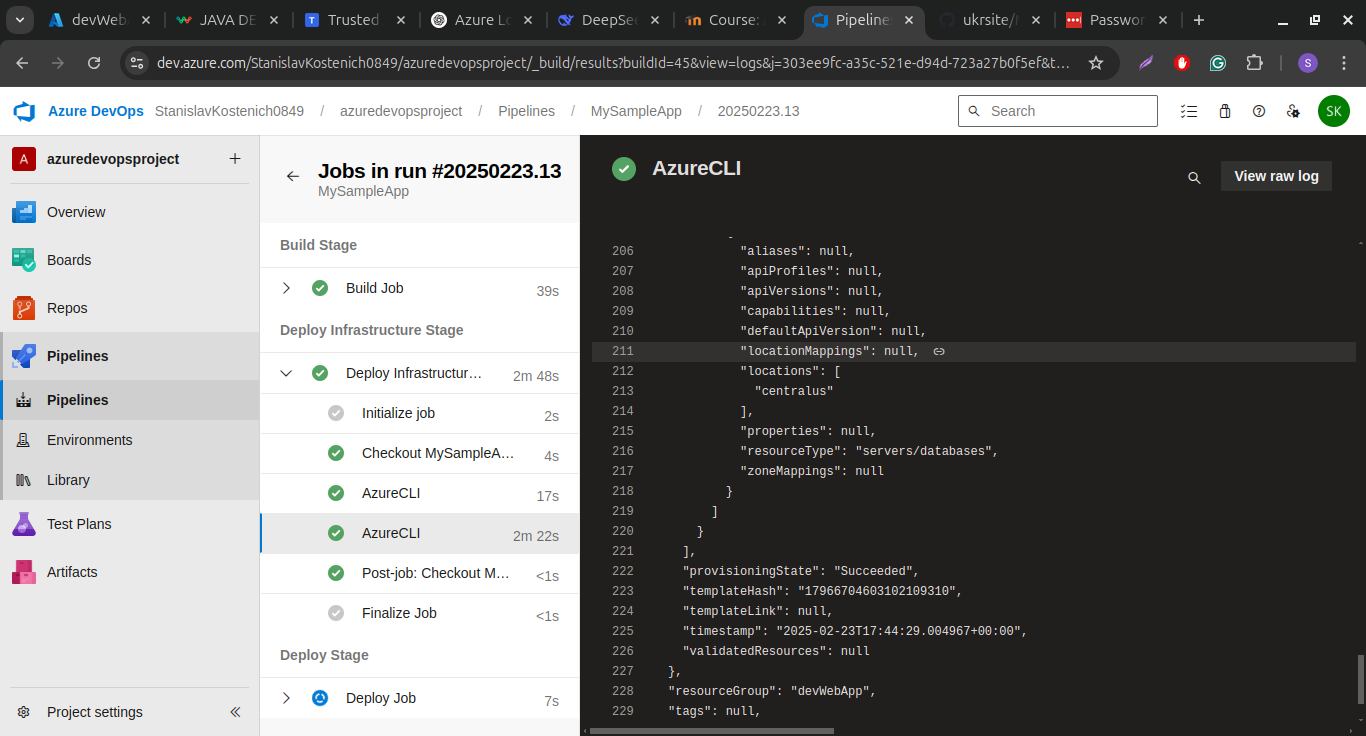 devWeb
JAVA DE
Trusted
Azure Lo
DeepSee
Course:
Pipeline
ukrsite/
Passwor
dev.azure.com/StanislavKostenich0849/azuredevopsproject/_build/results?buildId=45&view=logs&j=303ee9fc-a35c-521e-d94d-723a27b0f5ef&t...
S
Azure DevOps StanislavKostenich0849 / azuredevopsproject / Pipelines / MySampleApp / 20250223.13
Search
SK
A azuredevopsproject +
Overview
Boards
Repos
Pipelines
Pipelines
Environments
Library
Test Plans
Artifacts
Project settings
Jobs in run #20250223.13
MySampleApp
Build Stage
Build Job 39s
Deploy Infrastructure Stage
Deploy Infrastructur... 2m 48s
Initialize job 2s
Checkout MySampleA... 4s
AzureCLI 17s
AzureCLI 2m 22s
Post-job: Checkout M... <1s
Finalize Job <1s
Deploy Stage
Deploy Job 7s
AzureCLI
View raw log
206 "aliases": null,
207 "apiProfiles": null,
208 "apiVersions": null,
209 "capabilities": null,
210 "defaultApiVersion": null,
211 "locationMappings": null,
212 "locations": [
213 "centralus"
214 ],
215 "properties": null,
216 "resourceType": "servers/databases",
217 "zoneMappings": null
218 }
219 ]
220 }
221 ],
222 "provisioningState": "Succeeded",
223 "templateHash": "17966704603102109310",
224 "templateLink": null,
225 "timestamp": "2025-02-23T17:44:29.004967+00:00",
226 "validatedResources": null
227 },
228 "resourceGroup": "devWebApp",
229 "tags": null,